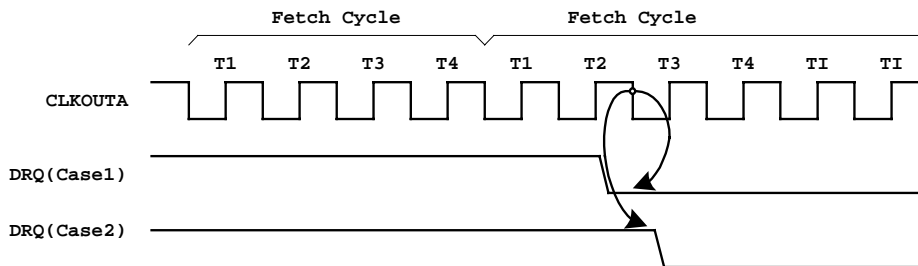 Fetch Cycle Fetch Cycle
T1 T2 T3 T4 T1 T2 T3 T4 TI TI
CLKOUTA
DRQ(Case1)
DRQ(Case2)